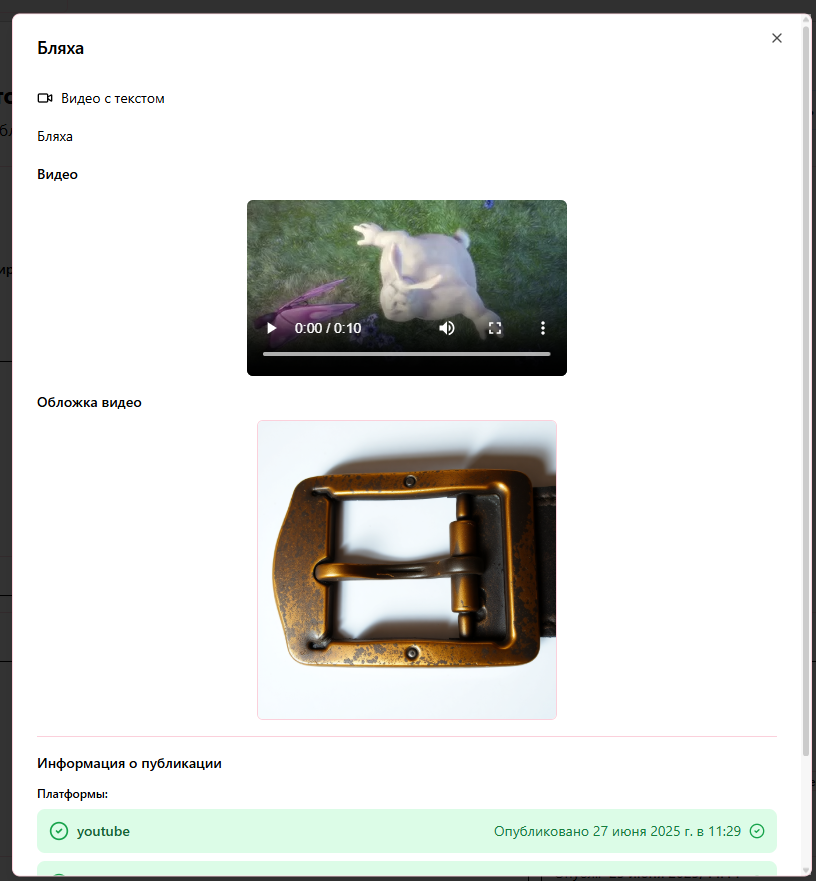 Бляха
Видео с текстом
Бляха
Видео
0:00 / 0:10
Обложка видео
Информация о публикации
Платформы:
youtube
Опубликовано 27 июня 2025 г. в 11:29